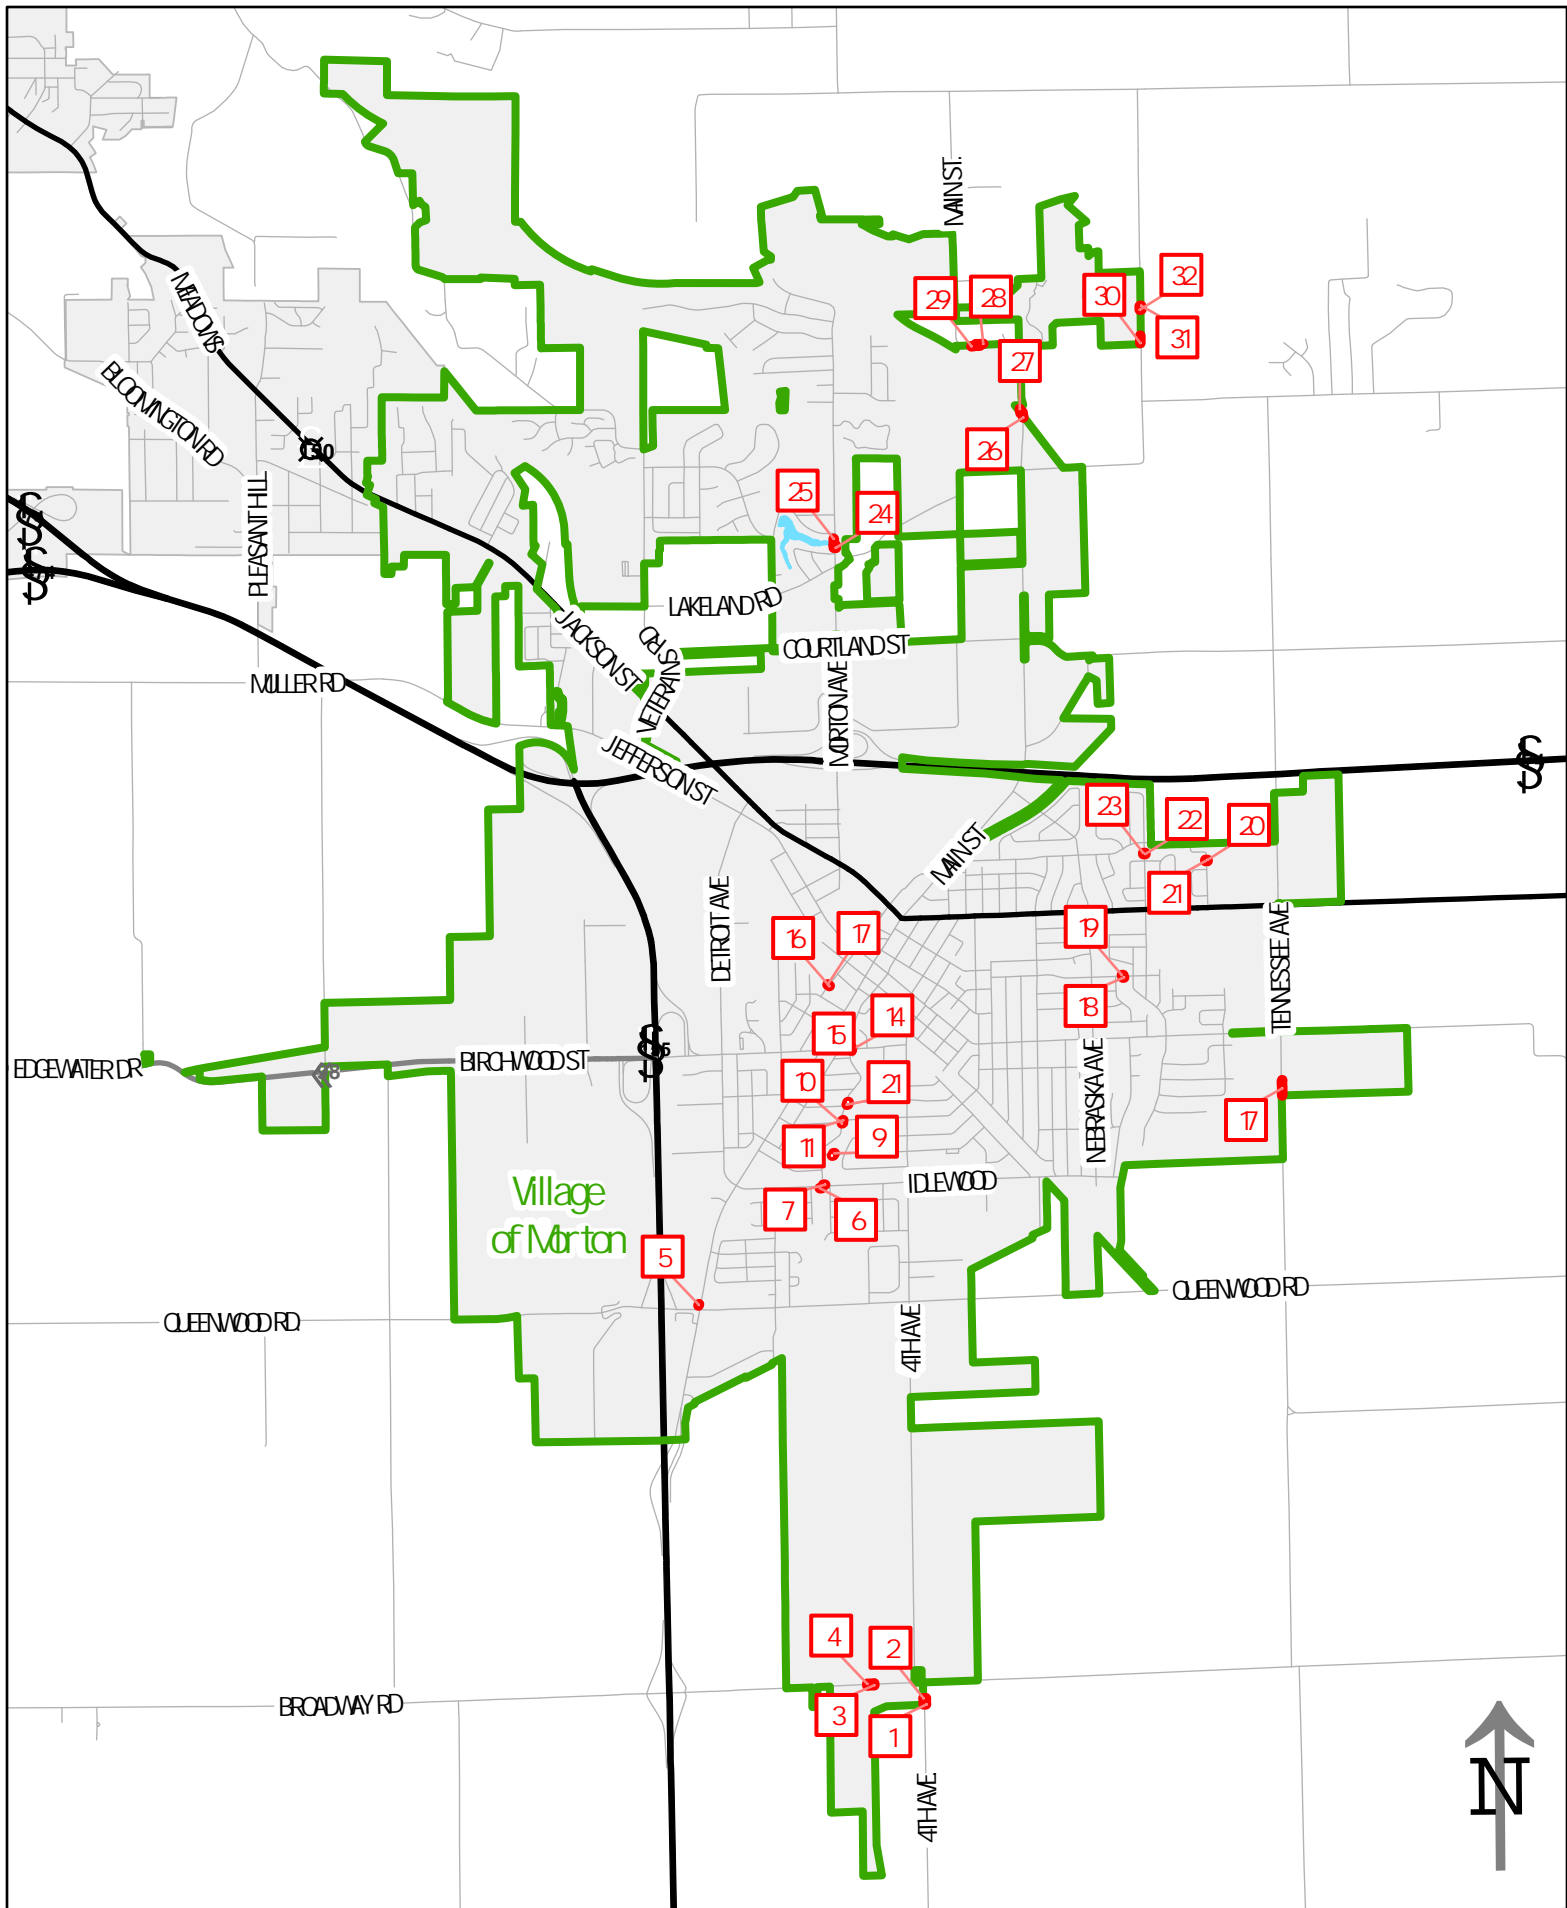 MAIN ST.
32
29
28
30
MEADOWS
31
27
BLOOMINGTON RD
26
150
25
24
PLEASANT HILL
LAKELAND RD
JACKSON ST
VETERANS RD
COURTLAND ST
MULLER RD
MORTON AVE
JEFFERSON ST
23
22
20
MAIN ST
21
DETROIT AVE
19
16
17
TENNESSEE AVE
18
14
15
EDGEWATER DR
BIRCHWOOD ST
NEBRASKA AVE
10
21
17
9
11
IDLEWOOD
Village
of Morton
7
6
5
QUEENWOOD RD
QUEENWOOD RD.
4TH AVE
4
2
BROADWAY RD
3
1
4TH AVE.
N